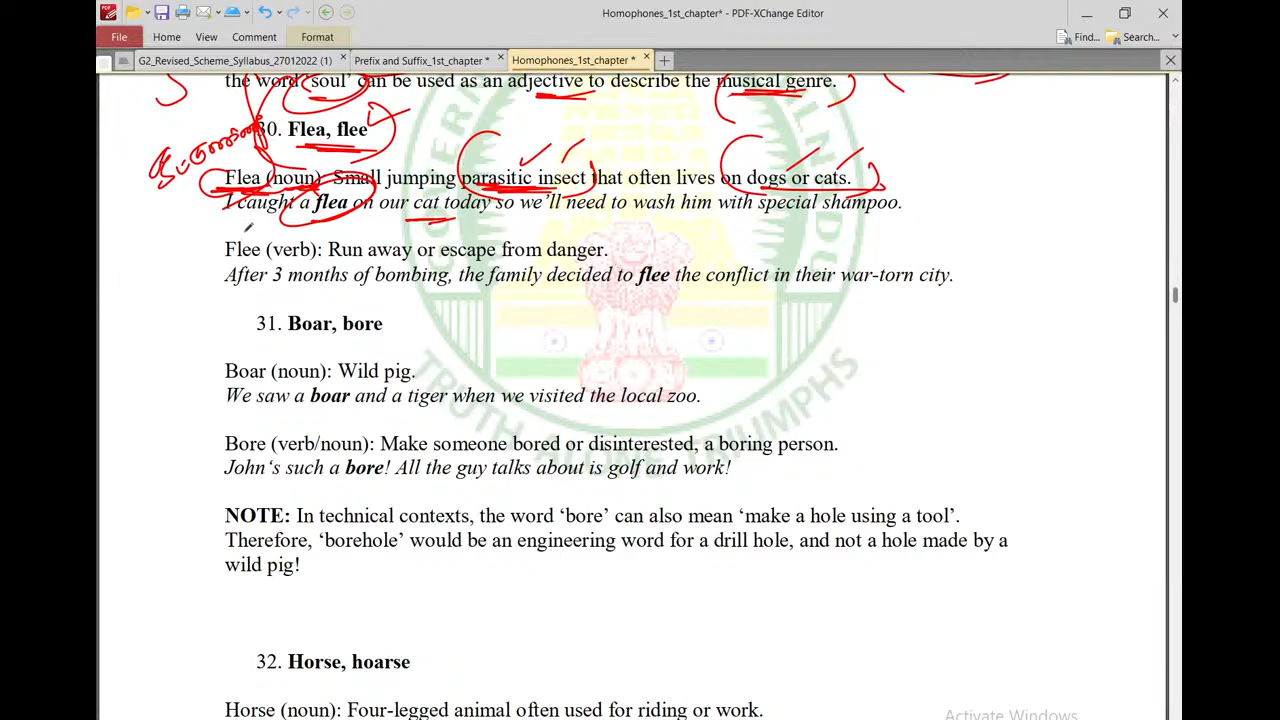 Homophones_1st_chapter* - PDF-XChange Editor
File Home View Comment Format Find... Search...
G2_Revised_Scheme_Syllabus_27012022 (1) × Prefix and Suffix_1st_chapter * × Homophones_1st_chapter * ×
the word 'soul' can be used as an adjective to describe the musical genre.
30. Flea, flee
Flea (noun): Small jumping parasitic insect that often lives on dogs or cats.
I caught a flea on our cat today so we'll need to wash him with special shampoo.
Flee (verb): Run away or escape from danger.
After 3 months of bombing, the family decided to flee the conflict in their war-torn city.
31. Boar, bore
Boar (noun): Wild pig.
We saw a boar and a tiger when we visited the local zoo.
Bore (verb/noun): Make someone bored or disinterested, a boring person.
John's such a bore! All the guy talks about is golf and work!
NOTE: In technical contexts, the word 'bore' can also mean 'make a hole using a tool'.
Therefore, 'borehole' would be an engineering word for a drill hole, and not a hole made by a
wild pig!
32. Horse, hoarse
Horse (noun): Four-legged animal often used for riding or work.
TRUTH ALONE TRIUMPHS
Activate Windows